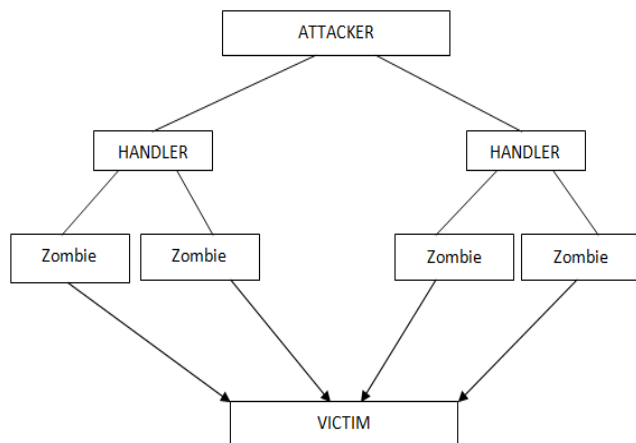 ATTACKER
HANDLER
HANDLER
Zombie
Zombie
Zombie
Zombie
VICTIM